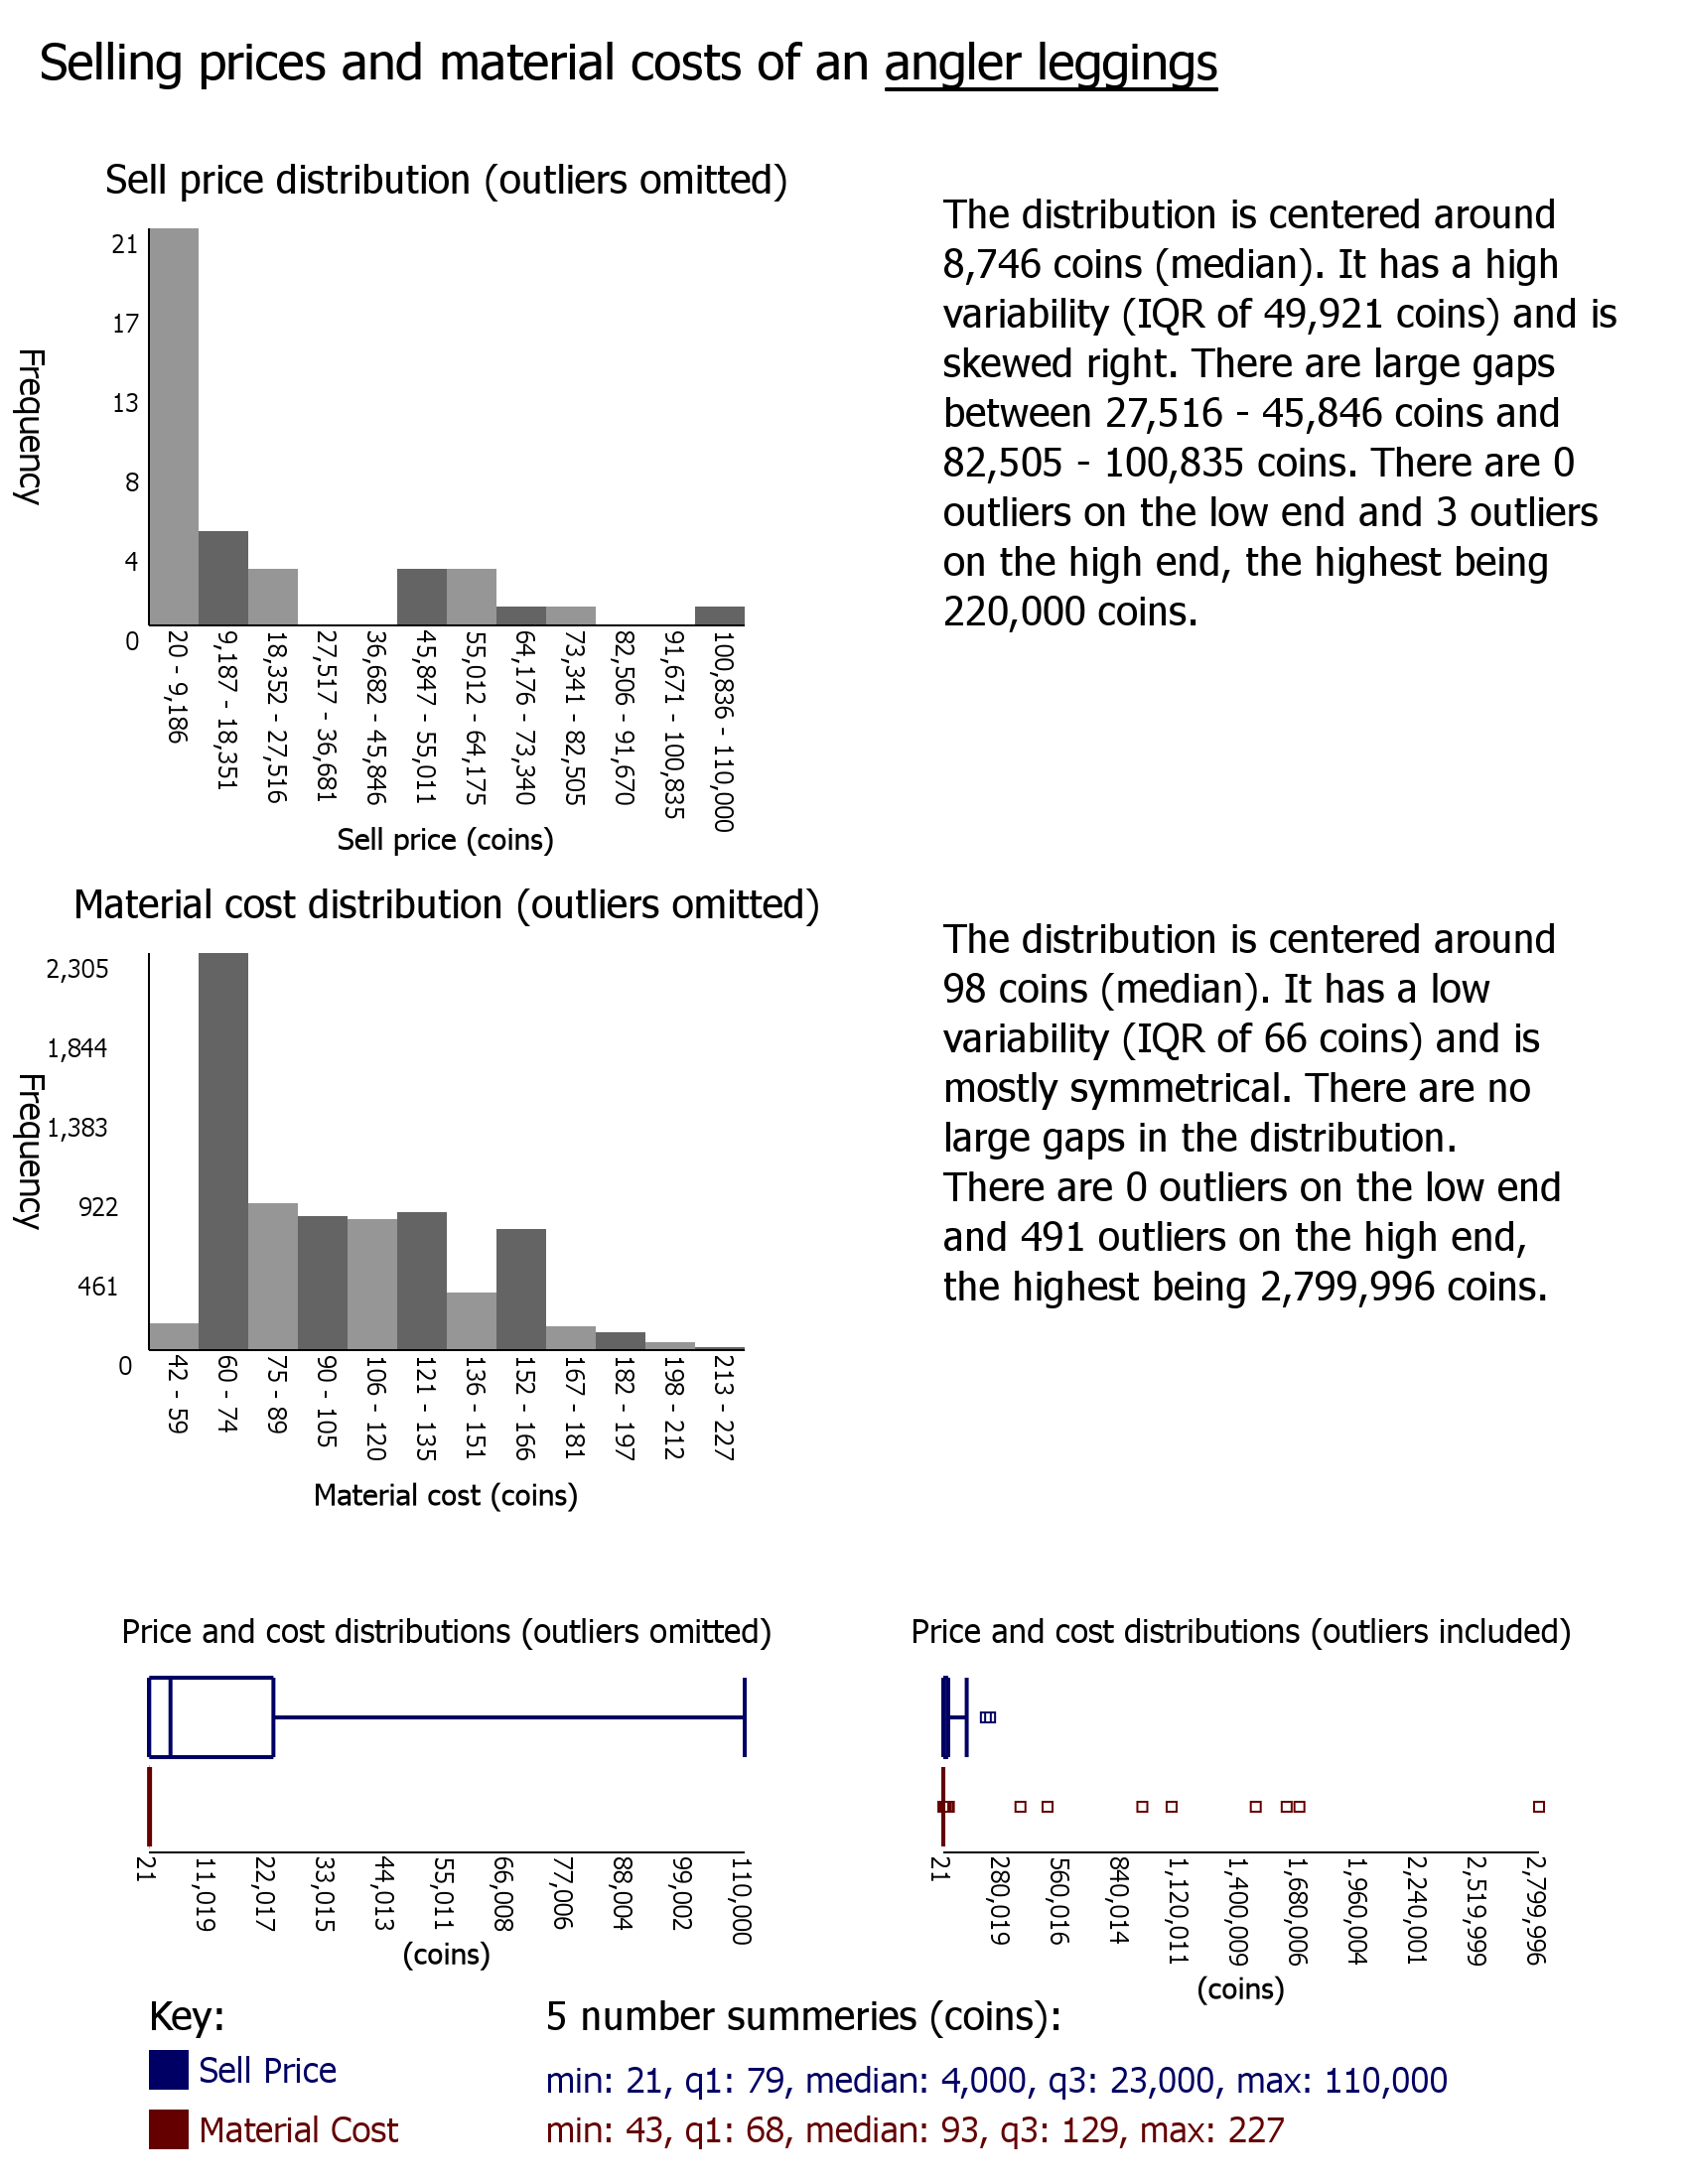 Selling prices and material costs of an angler leggings
Sell price distribution (outliers omitted)
21
17
13
8
4
0
Frequency
20 - 9,186
9,187 - 18,351
18,352 - 27,516
27,517 - 36,681
36,682 - 45,846
45,847 - 55,011
55,012 - 64,175
64,176 - 73,340
73,341 - 82,505
82,506 - 91,670
91,671 - 100,835
100,836 - 110,000
Sell price (coins)
The distribution is centered around
8,746 coins (median). It has a high
variability (IQR of 49,921 coins) and is
skewed right. There are large gaps
between 27,516 - 45,846 coins and
82,505 - 100,835 coins. There are 0
outliers on the low end and 3 outliers
on the high end, the highest being
220,000 coins.
Material cost distribution (outliers omitted)
2,305
1,844
1,383
922
461
0
Frequency
42 - 59
60 - 74
75 - 89
90 - 105
106 - 120
121 - 135
136 - 151
152 - 166
167 - 181
182 - 197
198 - 212
213 - 227
Material cost (coins)
The distribution is centered around
98 coins (median). It has a low
variability (IQR of 66 coins) and is
mostly symmetrical. There are no
large gaps in the distribution.
There are 0 outliers on the low end
and 491 outliers on the high end,
the highest being 2,799,996 coins.
Price and cost distributions (outliers omitted)
21
11,019
22,017
33,015
44,013
55,011
66,008
77,006
88,004
99,002
110,000
(coins)
Price and cost distributions (outliers included)
21
280,019
560,016
840,014
1,120,011
1,400,009
1,680,006
1,960,004
2,240,001
2,519,999
2,799,996
(coins)
Key:
Sell Price
Material Cost
5 number summeries (coins):
min: 21, q1: 79, median: 4,000, q3: 23,000, max: 110,000
min: 43, q1: 68, median: 93, q3: 129, max: 227